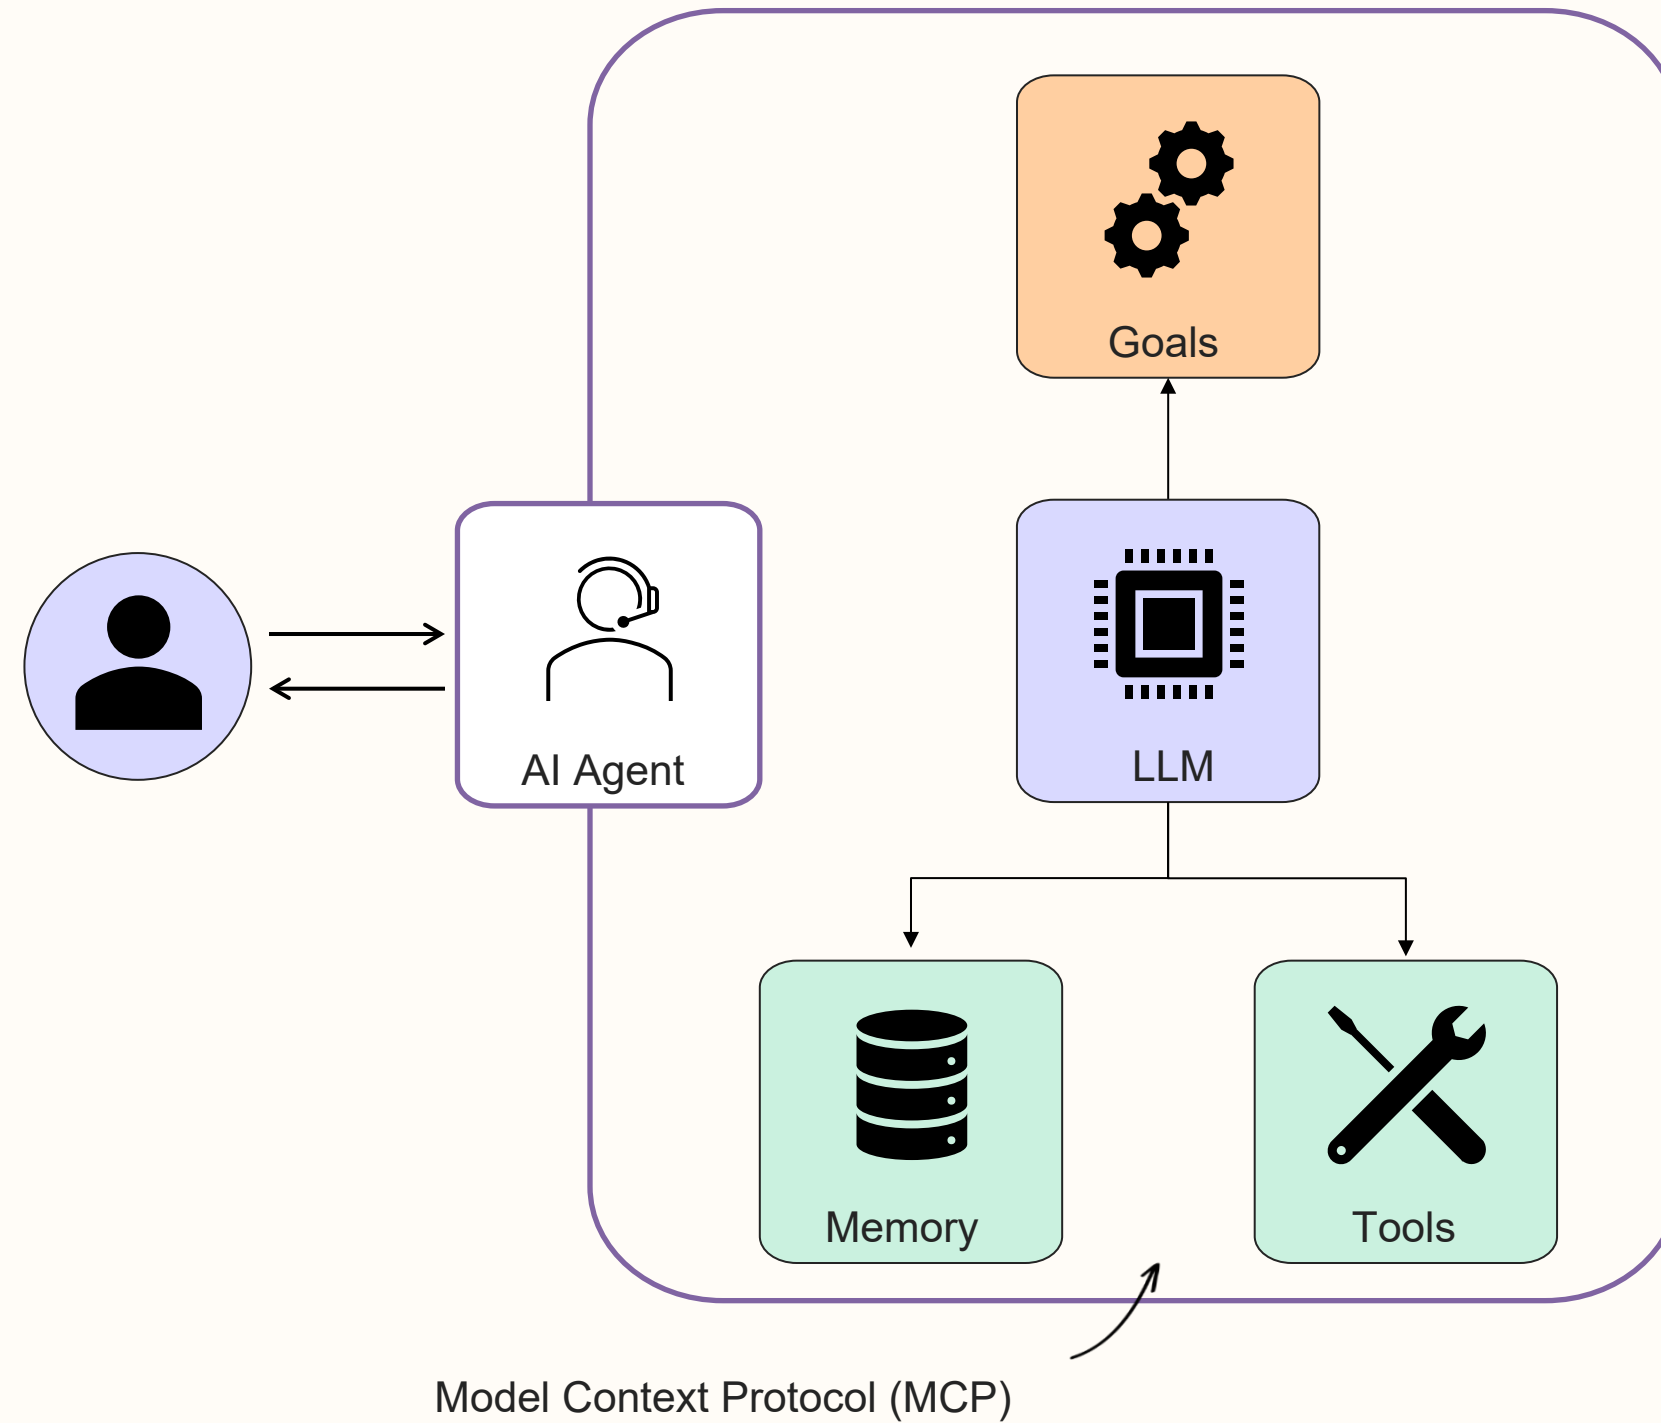 Goals
AI Agent
LLM
Memory
Tools
Model Context Protocol (MCP)